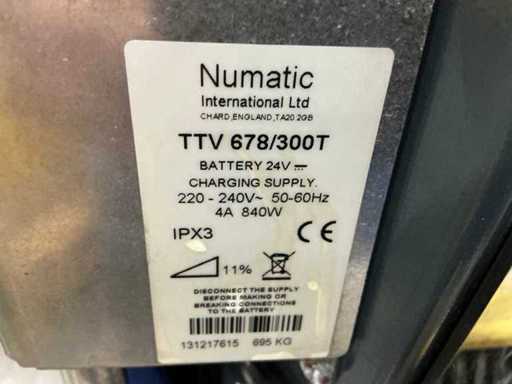 Numatic
International Ltd
CHARD,ENGLAND,TA20 2GB
TTV 678/300T
BATTERY 24V ⎓
CHARGING SUPPLY.
220 - 240V~ 50-60Hz
4A 840W
IPX3 CE
11%
DISCONNECT THE SUPPLY
BEFORE MAKING OR
BREAKING CONNECTIONS
TO THE BATTERY
131217615 695 KG